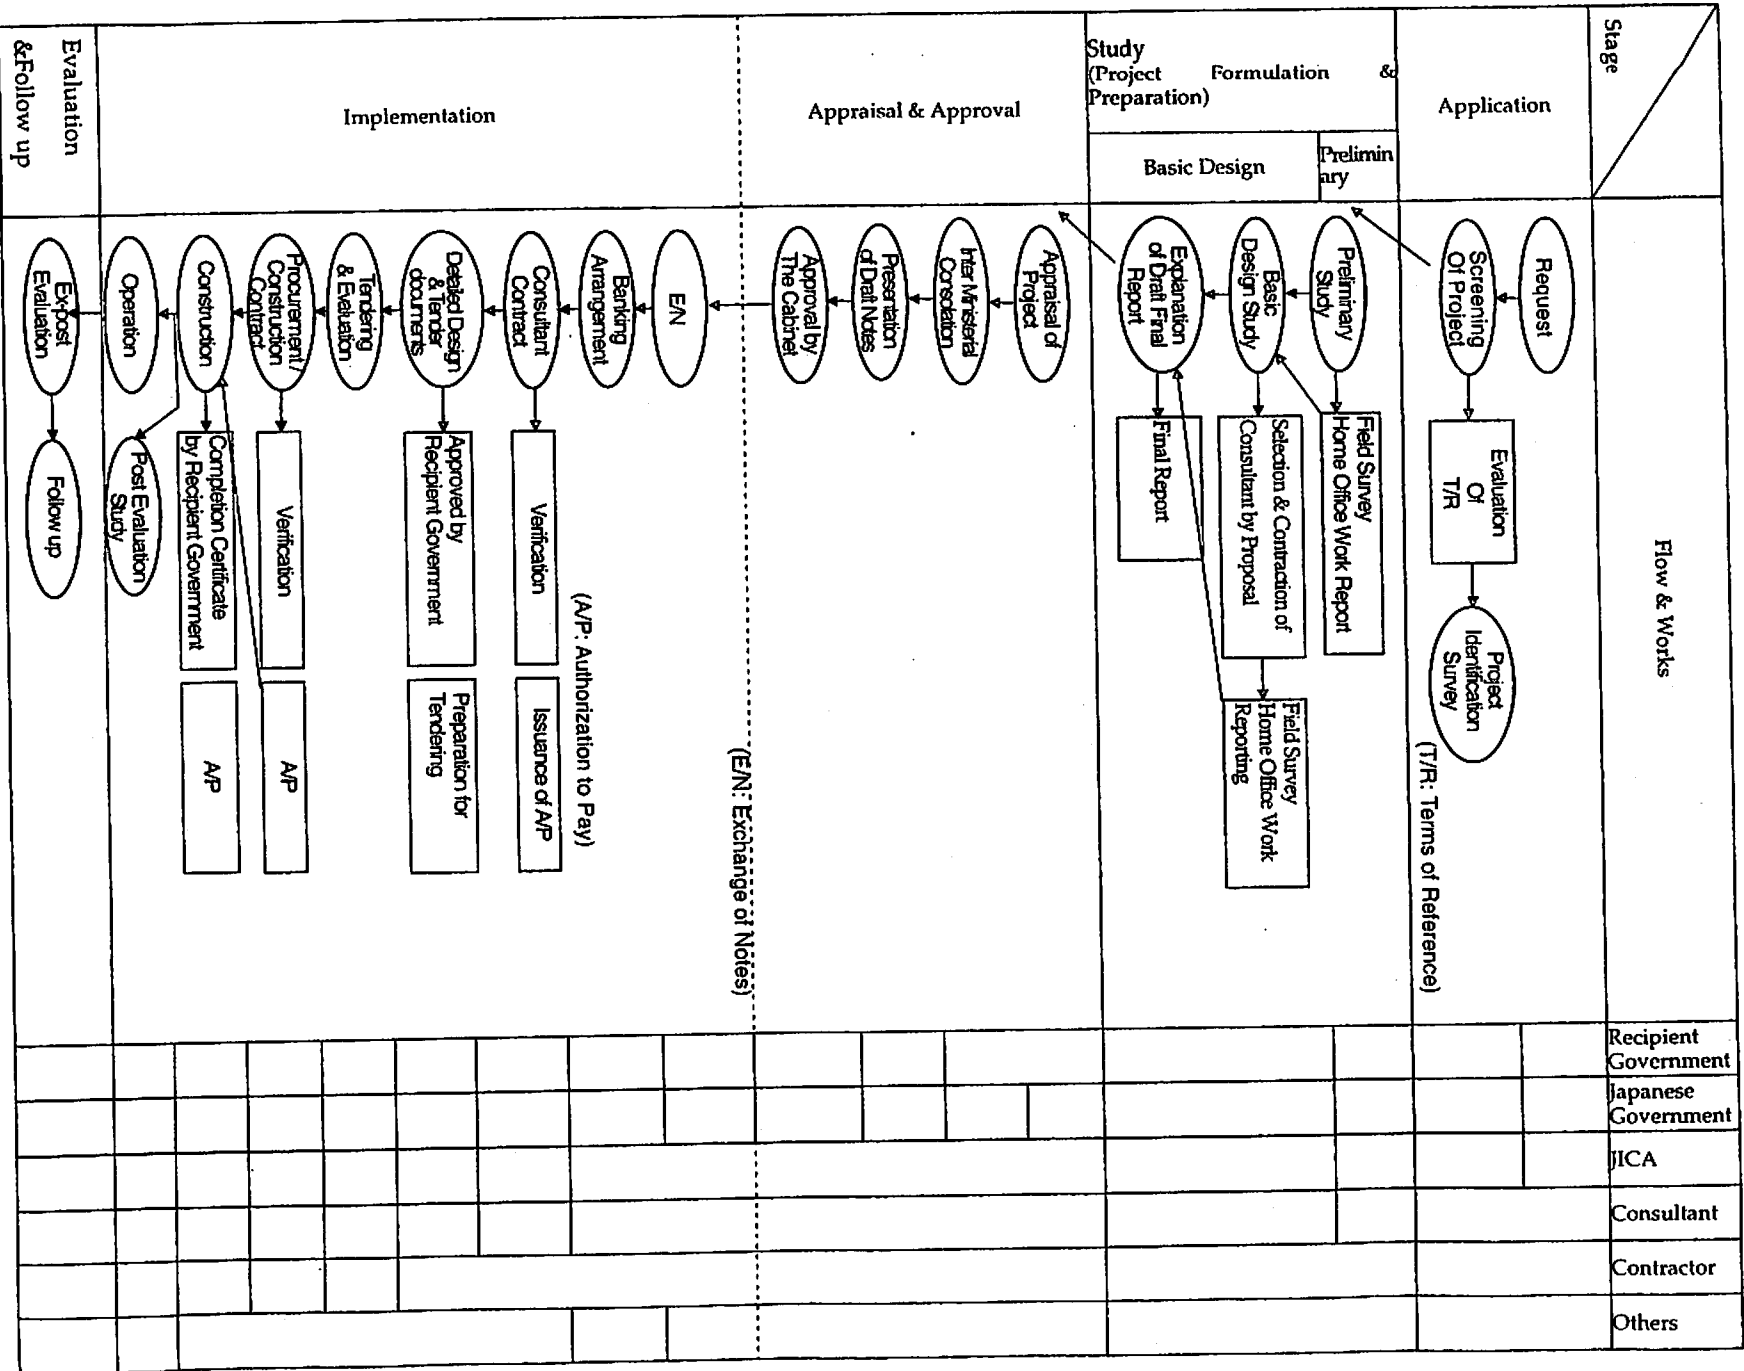 Stage
Flow & Works
Recipient
Government
Japanese
Government
JICA
Consultant
Contractor
Others
Application
Request
Screening
Of Project
Evaluation
Of
T/R
Project
Identification
Survey
(T/R: Terms of Reference)
Study
(Project Formulation &
Preparation)
Prelimin
ary
Basic Design
Preliminary
Study
Field Survey
Home Office Work Report
Basic
Design Study
Selection & Contraction of
Consultant by Proposal
Field Survey
Home Office Work
Reporting
Explanation
of Draft Final
Report
Final Report
Appraisal & Approval
Appraisal of
Project
Inter Ministerial
Consolation
Presentation
of Draft Notes
Approval by
The Cabinet
(E/N: Exchange of Notes)
Implementation
E/N
Banking
Arrangement
(A/P: Authorization to Pay)
Consultant
Contract
Verification
Issuance of A/P
Detailed Design
& Tender
documents
Approved by
Recipient Government
Preparation for
Tendering
Tendering
& Evaluation
Procurement /
Construction
Contract
Verification
A/P
Construction
Completion Certificate
by Recipient Government
A/P
Operation
Post Evaluation
Study
Evaluation
&Follow up
Ex-post
Evaluation
Follow up